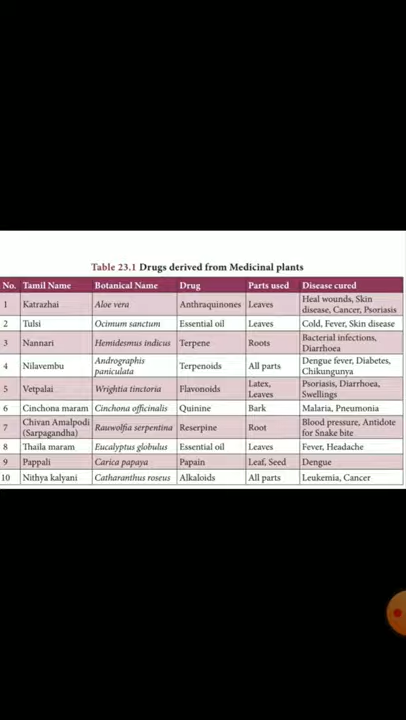 Table 23.1 Drugs derived from Medicinal plants
No. Tamil Name Botanical Name Drug Parts used Disease cured
1 Katrazhai Aloe vera Anthraquinones Leaves Heal wounds, Skin
disease, Cancer, Psoriasis
2 Tulsi Ocimum sanctum Essential oil Leaves Cold, Fever, Skin disease
3 Nannari Hemidesmus indicus Terpene Roots Bacterial infections,
Diarrhoea
4 Nilavembu Andrographis
paniculata Terpenoids All parts Dengue fever, Diabetes,
Chikungunya
5 Vetpalai Wrightia tinctoria Flavonoids Latex,
Leaves Psoriasis, Diarrhoea,
Swellings
6 Cinchona maram Cinchona officinalis Quinine Bark Malaria, Pneumonia
7 Chivan Amalpodi
(Sarpagandha) Rauwolfia serpentina Reserpine Root Blood pressure, Antidote
for Snake bite
8 Thaila maram Eucalyptus globulus Essential oil Leaves Fever, Headache
9 Pappali Carica papaya Papain Leaf, Seed Dengue
10 Nithya kalyani Catharanthus roseus Alkaloids All parts Leukemia, Cancer